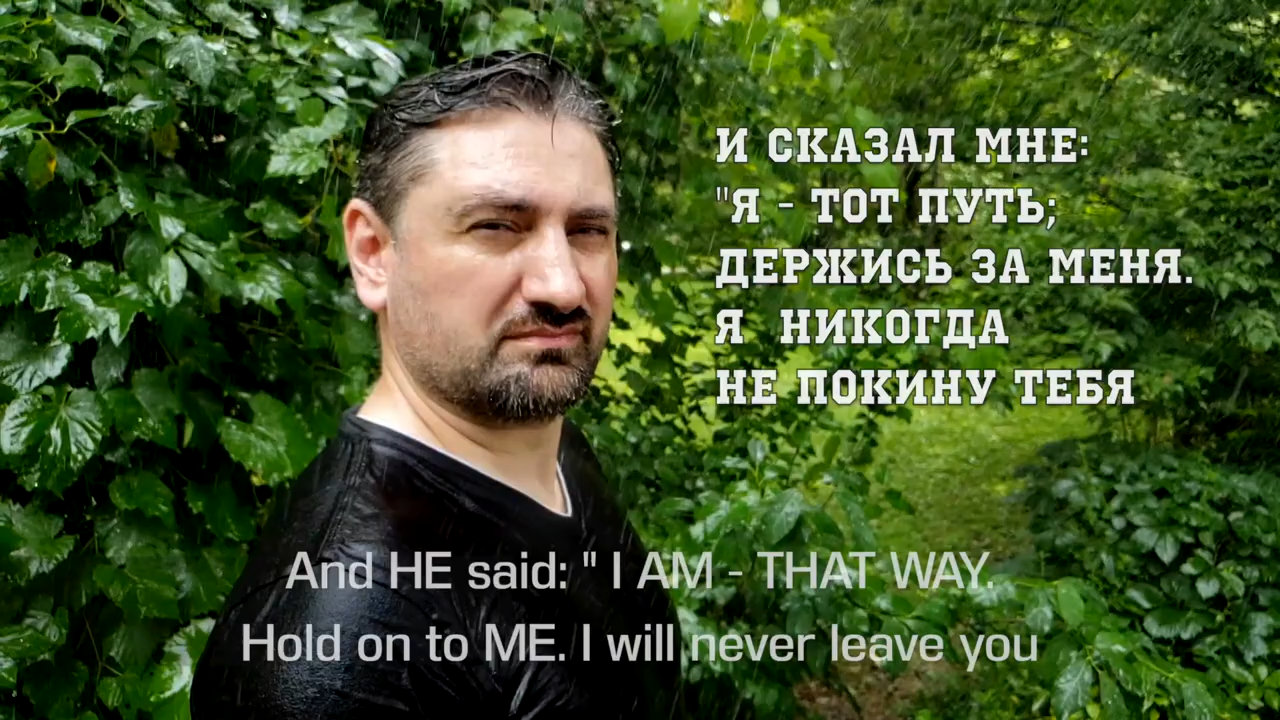 И СКАЗАЛ МНЕ:
"Я - ТОТ ПУТЬ;
ДЕРЖИСЬ ЗА МЕНЯ.
Я НИКОГДА
НЕ ПОКИНУ ТЕБЯ
And HE said: " I AM - THAT WAY.
Hold on to ME. I will never leave you